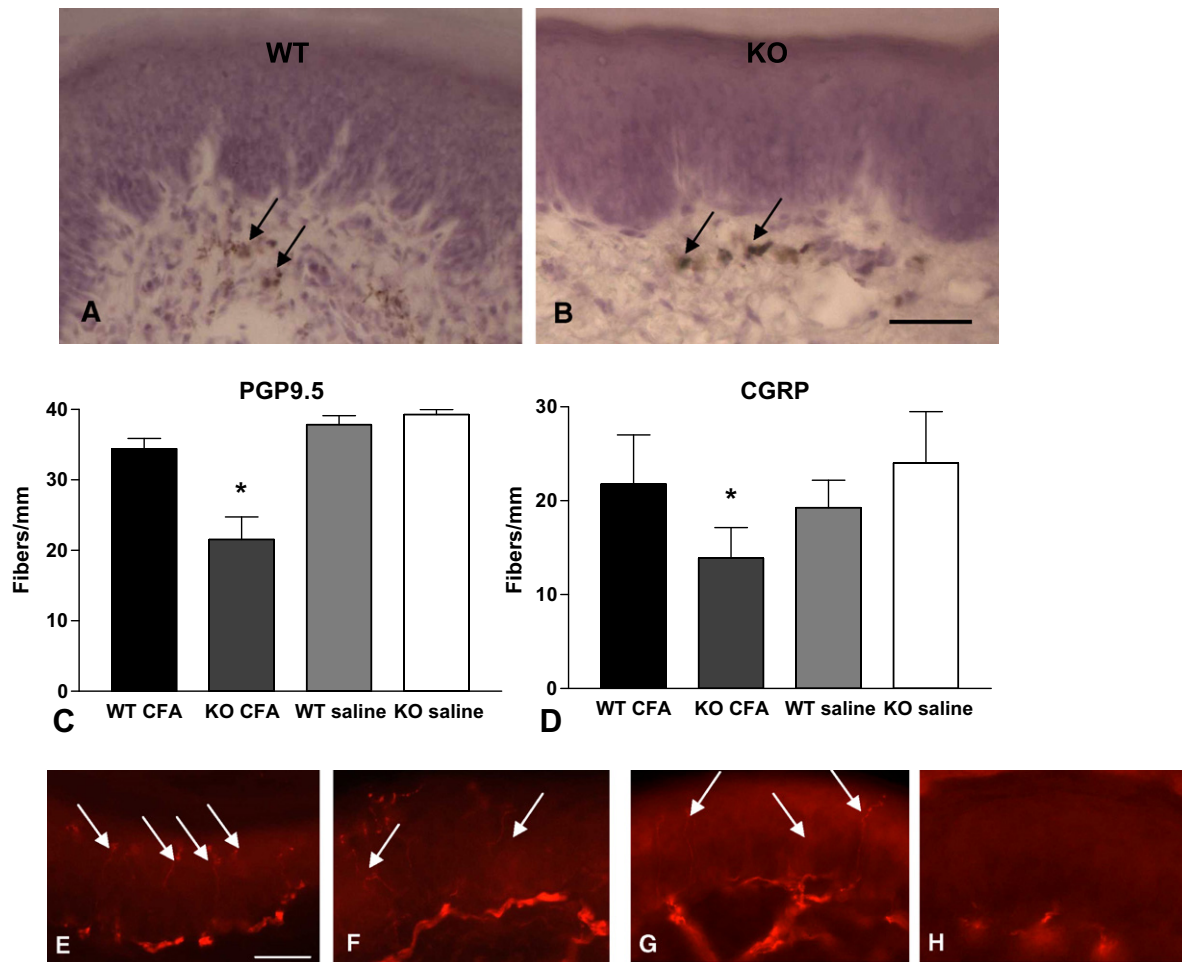 WT
KO
A
B
PGP9.5
CGRP
40
30
20
10
0
Fibers/mm
*
WT CFA
KO CFA
WT saline
KO saline
C
30
20
10
0
Fibers/mm
*
WT CFA
KO CFA
WT saline
KO saline
D
E
F
G
H